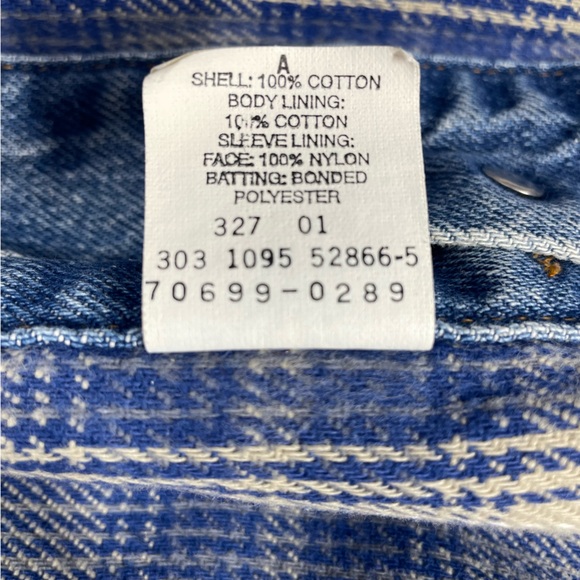 A
SHELL: 100% COTTON
BODY LINING:
100% COTTON
SLEEVE LINING:
FACE: 100% NYLON
BATTING: BONDED
POLYESTER
327 01
303 1095 52866-5
70699-0289